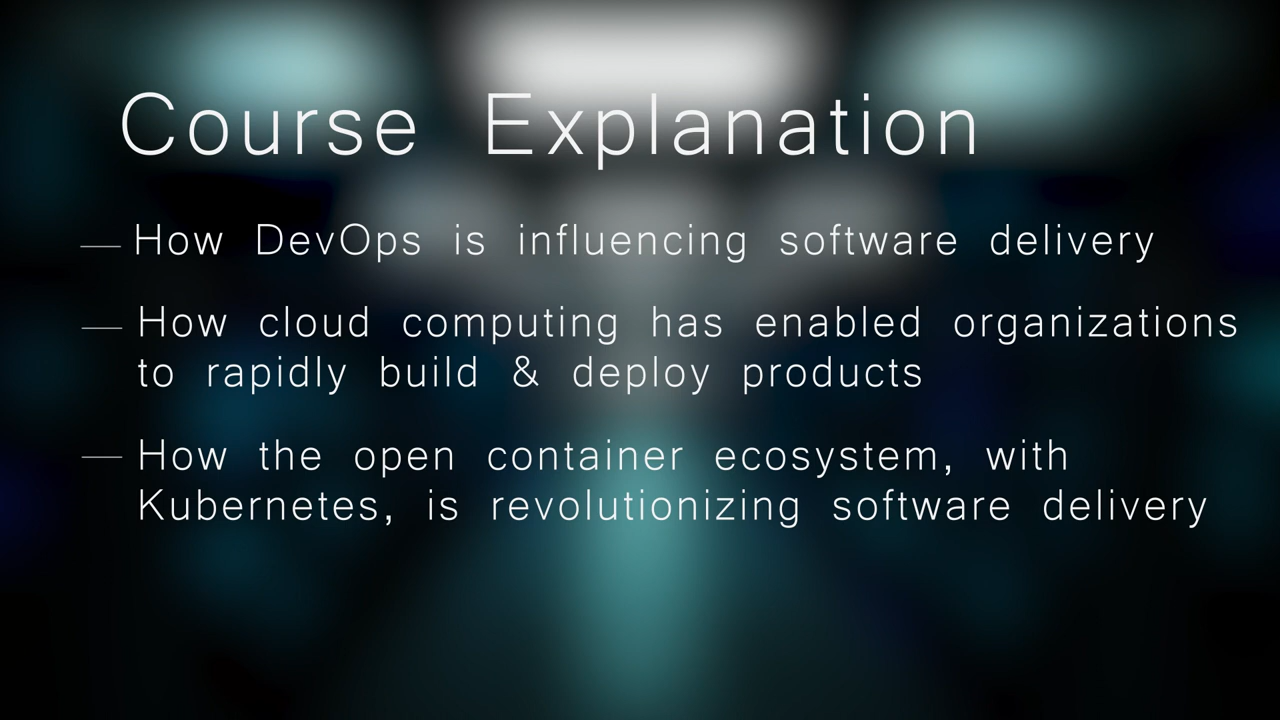 Course Explanation
How DevOps is influencing software delivery
How cloud computing has enabled organizations
to rapidly build & deploy products
How the open container ecosystem, with
Kubernetes, is revolutionizing software delivery